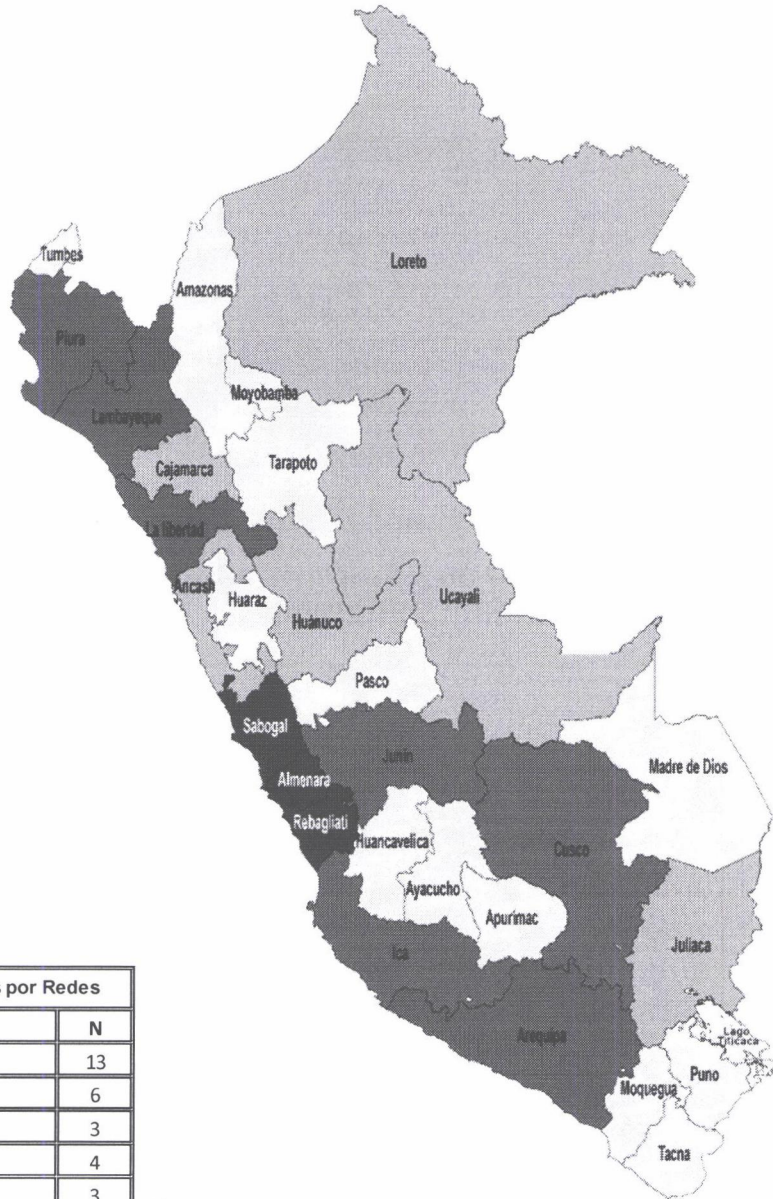 Loreto
Tumbes
Amazonas
Piura
Moyobamba
Lambayeque
Tarapoto
Cajamarca
La libertad
Ancash
Huaraz
Ucayali
Huánuco
Pasco
Sabogal
Junín
Madre de Dios
Almenara
Rebagliati
Huancavelica
Cusco
Ayacucho
Apurímac
Ica
Juliaca
Arequipa
Lago
Titicaca
Puno
Moquegua
Tacna
por Redes
N
13
6
3
4
3